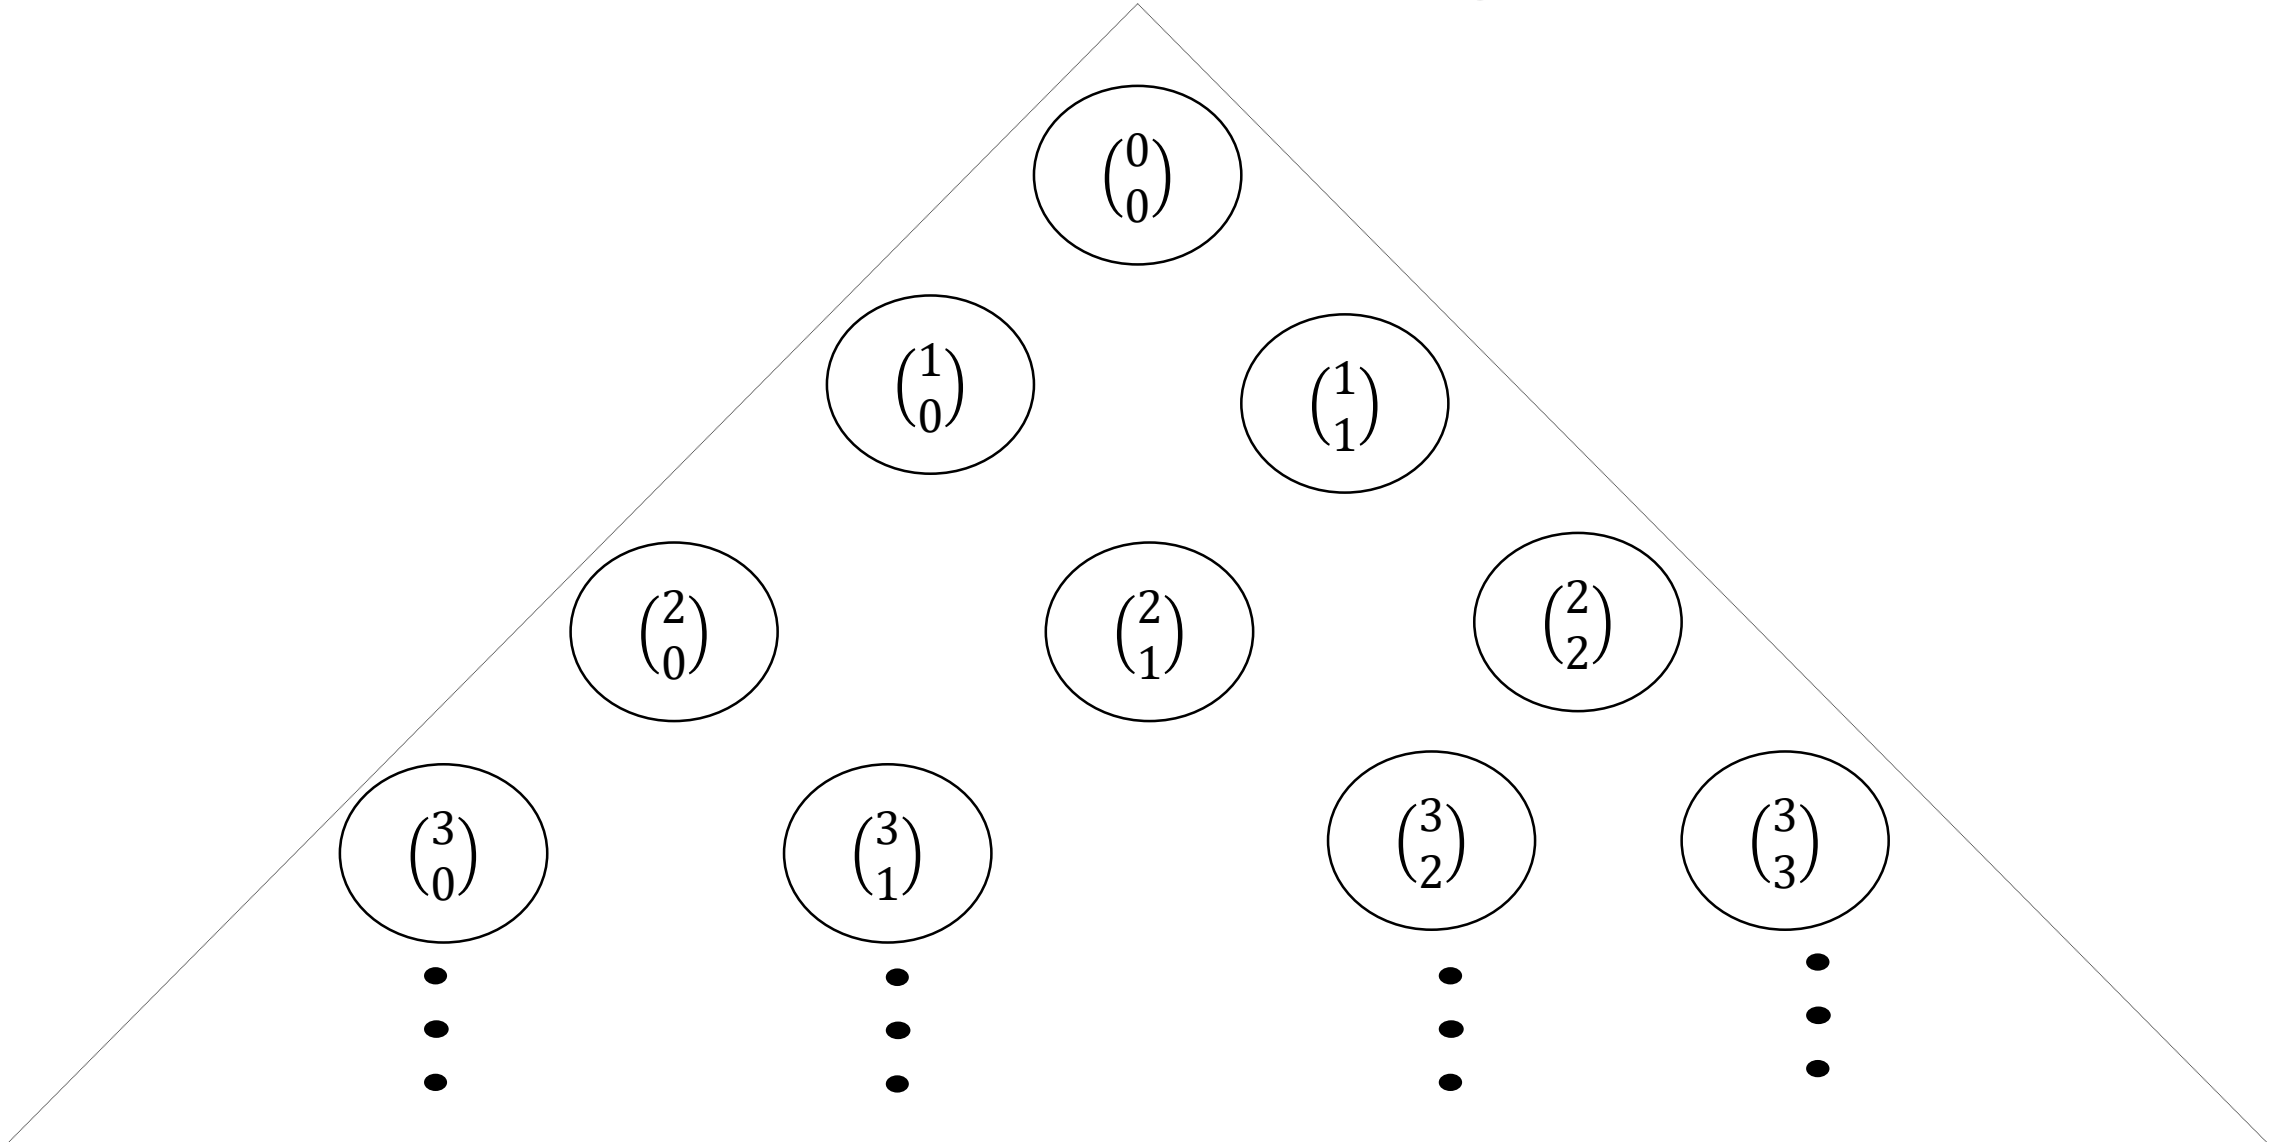 (0 0)
(1 0) (1 1)
(2 0) (2 1) (2 2)
(3 0) (3 1) (3 2) (3 3)